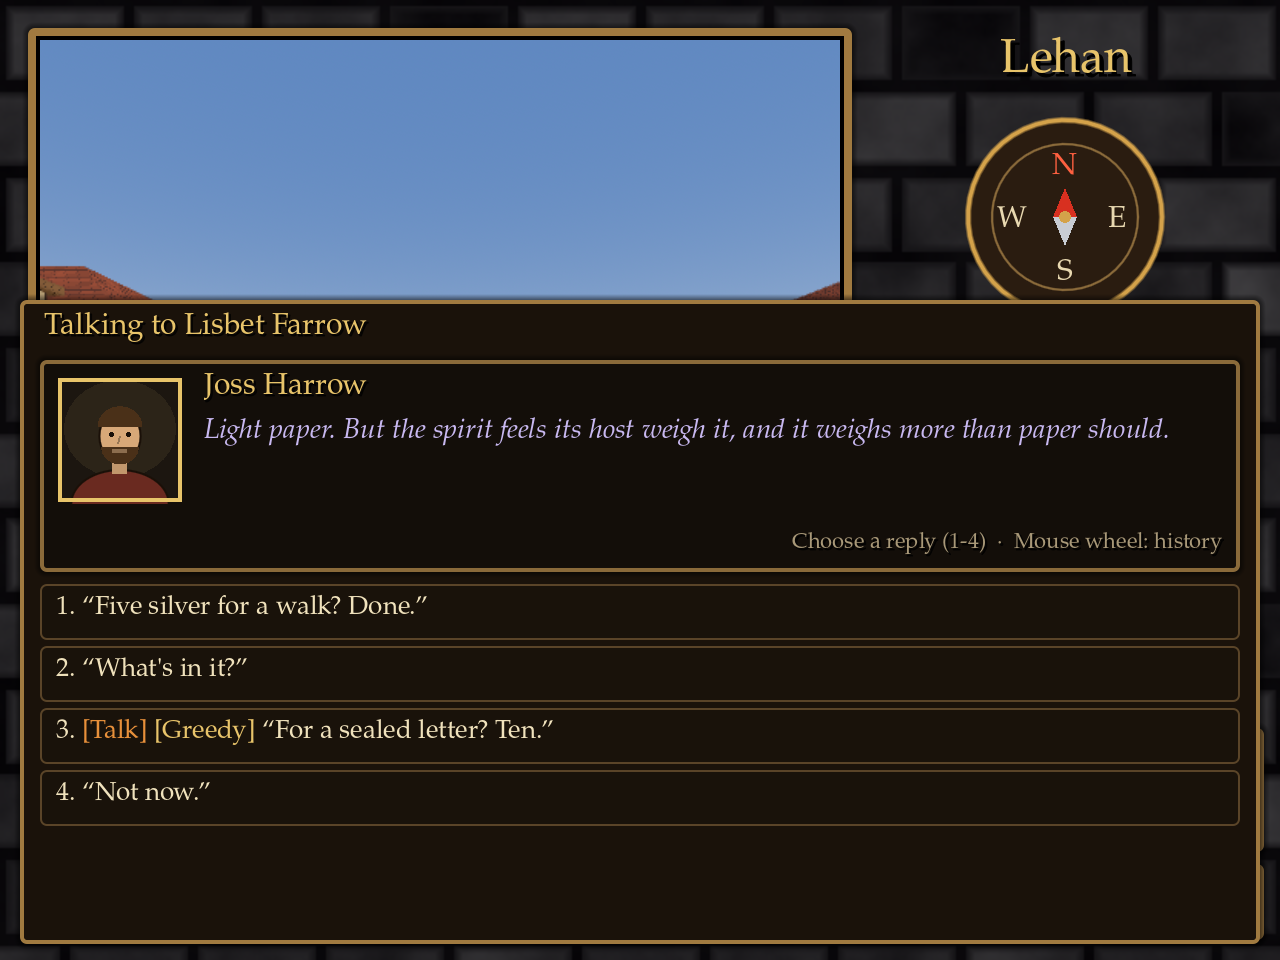 Lehan
N
W E
S
Talking to Lisbet Farrow
Joss Harrow
Light paper. But the spirit feels its host weigh it, and it weighs more than paper should.
Choose a reply (1-4) · Mouse wheel: history
1. “Five silver for a walk? Done.”
2. “What's in it?”
3. [Talk] [Greedy] “For a sealed letter? Ten.”
4. “Not now.”